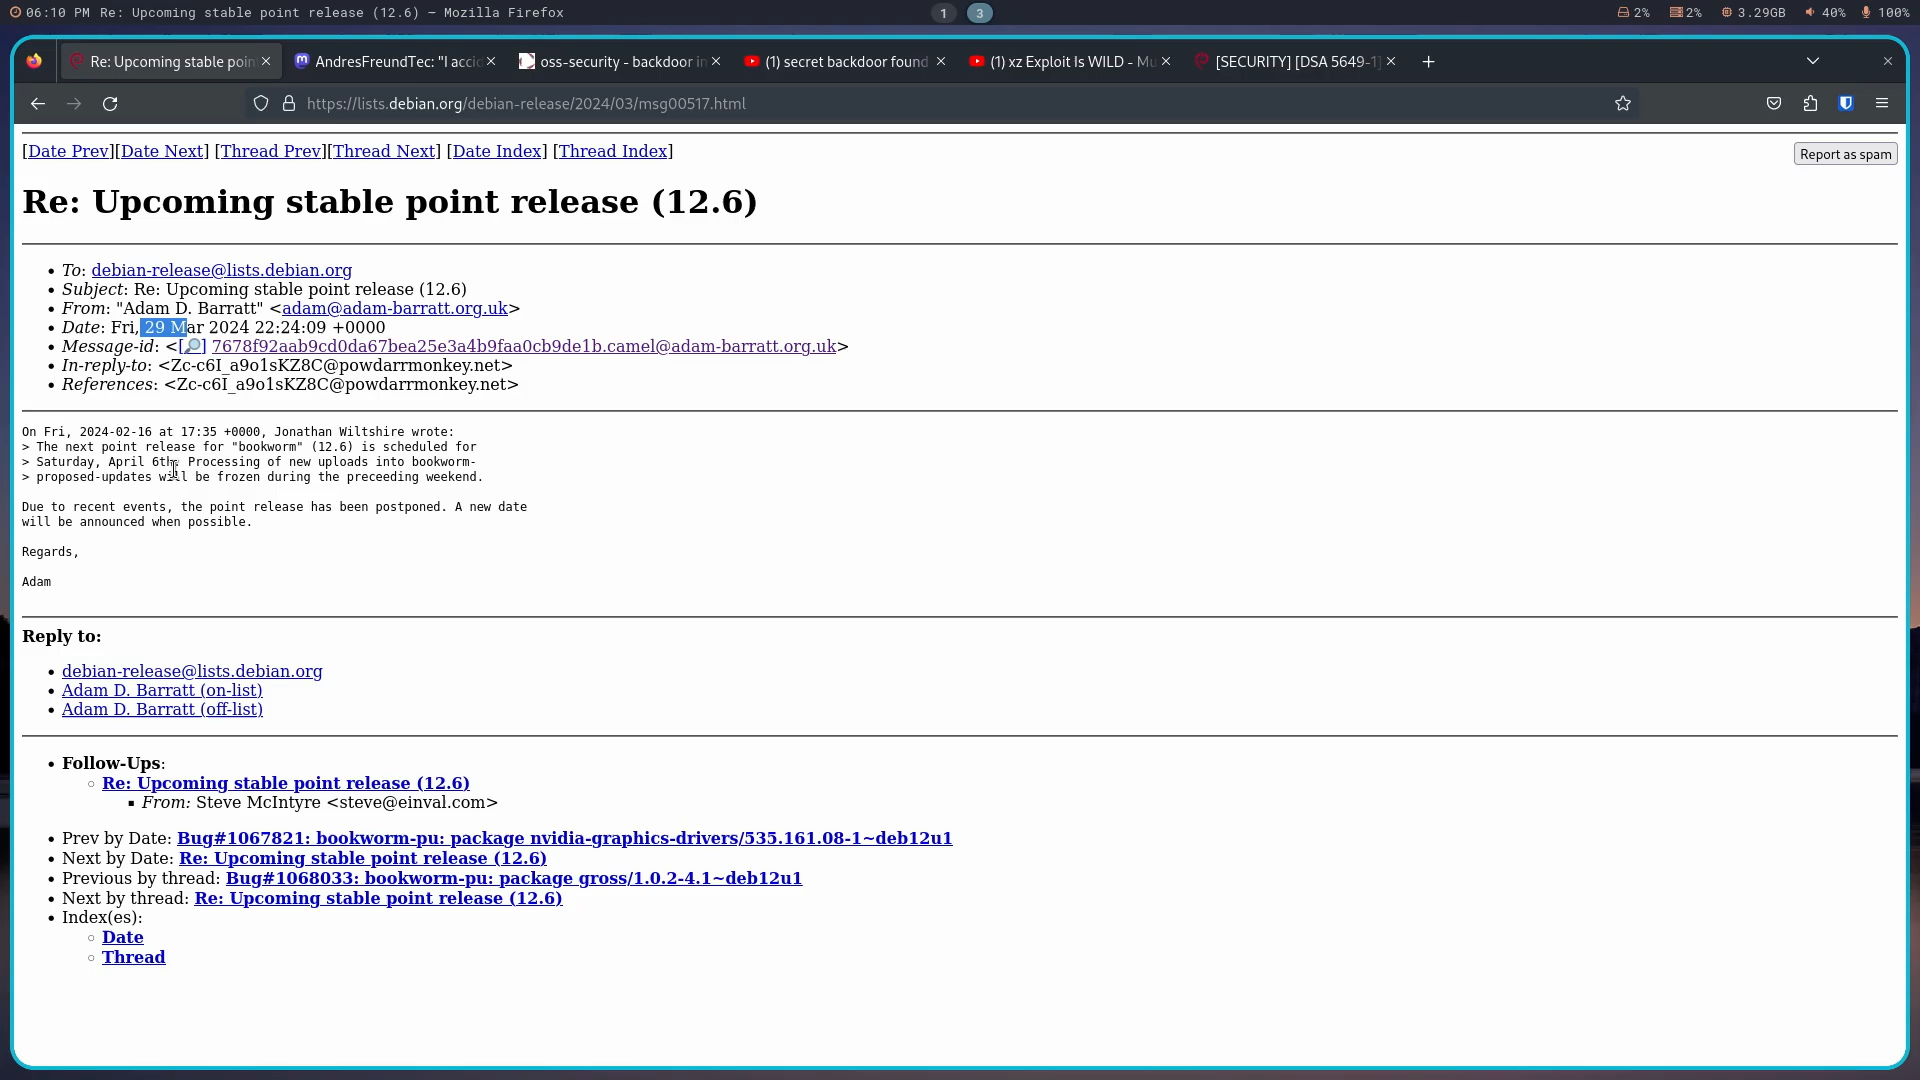 06:10 PM Re: Upcoming stable point release (12.6) — Mozilla Firefox
1
3
2%
2%
3.29GB
40%
100%
Re: Upcoming stable poin
AndresFreundTec: "I accid
oss-security - backdoor in
(1) secret backdoor found
(1) xz Exploit Is WILD - Mu
[SECURITY] [DSA 5649-1]
https://lists.debian.org/debian-release/2024/03/msg00517.html
[Date Prev][Date Next] [Thread Prev][Thread Next] [Date Index] [Thread Index]
Report as spam
Re: Upcoming stable point release (12.6)
• To: debian-release@lists.debian.org
• Subject: Re: Upcoming stable point release (12.6)
• From: "Adam D. Barratt" <adam@adam-barratt.org.uk>
• Date: Fri, 29 Mar 2024 22:24:09 +0000
• Message-id: <[🔎] 7678f92aab9cd0da67bea25e3a4b9faa0cb9de1b.camel@adam-barratt.org.uk>
• In-reply-to: <Zc-c6I_a9o1sKZ8C@powdarrmonkey.net>
• References: <Zc-c6I_a9o1sKZ8C@powdarrmonkey.net>
On Fri, 2024-02-16 at 17:35 +0000, Jonathan Wiltshire wrote:
> The next point release for "bookworm" (12.6) is scheduled for
> Saturday, April 6th. Processing of new uploads into bookworm-
> proposed-updates will be frozen during the preceeding weekend.
Due to recent events, the point release has been postponed. A new date
will be announced when possible.
Regards,
Adam
Reply to:
• debian-release@lists.debian.org
• Adam D. Barratt (on-list)
• Adam D. Barratt (off-list)
• Follow-Ups:
◦ Re: Upcoming stable point release (12.6)
▪ From: Steve McIntyre <steve@einval.com>
• Prev by Date: Bug#1067821: bookworm-pu: package nvidia-graphics-drivers/535.161.08-1~deb12u1
• Next by Date: Re: Upcoming stable point release (12.6)
• Previous by thread: Bug#1068033: bookworm-pu: package gross/1.0.2-4.1~deb12u1
• Next by thread: Re: Upcoming stable point release (12.6)
• Index(es):
◦ Date
◦ Thread